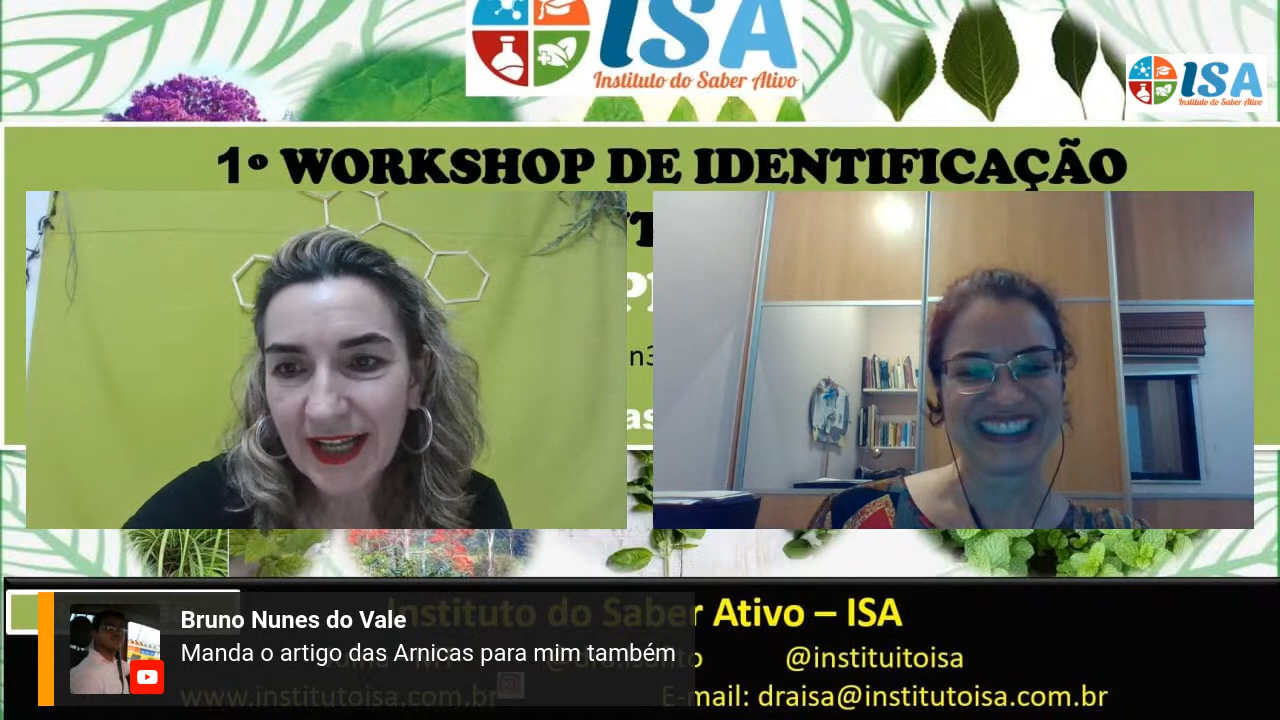 ISA
Instituto do Saber Ativo
ISA
Instituto do Saber Ativo
1º WORKSHOP DE IDENTIFICAÇÃO
Bruno Nunes do Vale
Manda o artigo das Arnicas para mim também
Instituto do Saber Ativo – ISA
@instituitoisa
www.institutoisa.com.br
E-mail: draisa@institutoisa.com.br